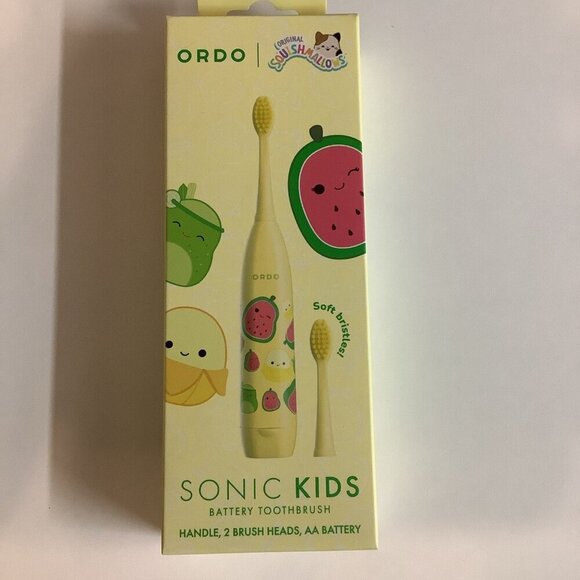 ORDO
ORIGINAL
SQUISHMALLOWS
ORDO
Soft bristles!
SONIC KIDS
BATTERY TOOTHBRUSH
HANDLE, 2 BRUSH HEADS, AA BATTERY